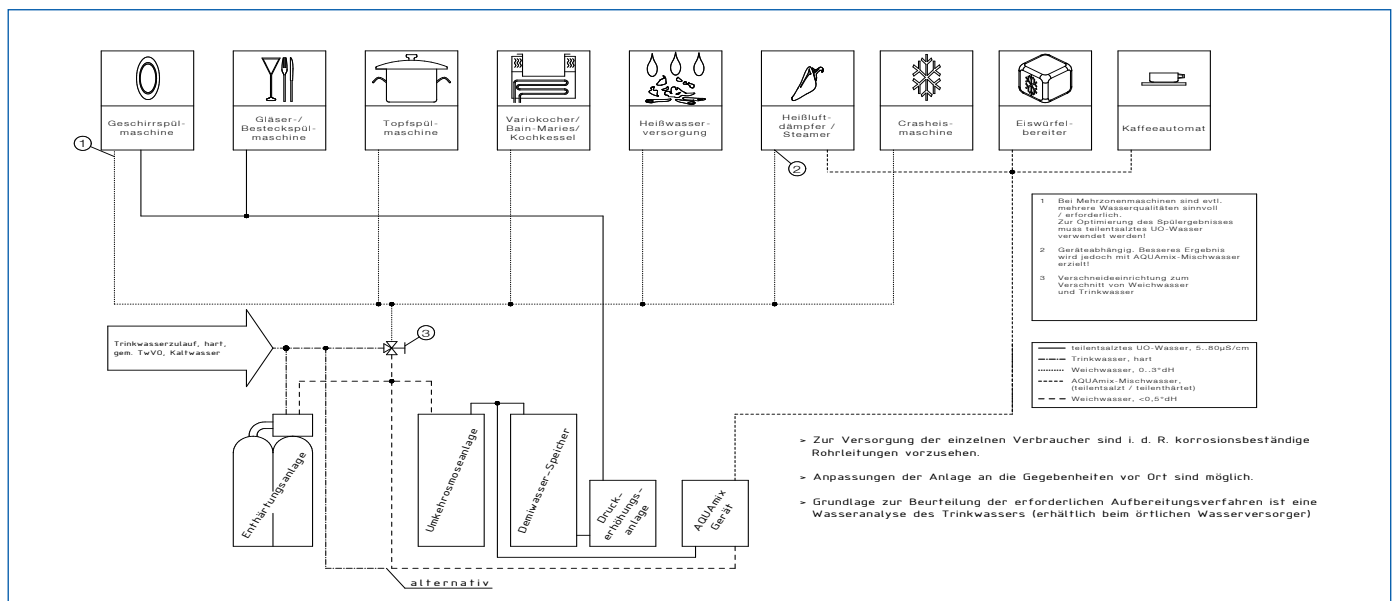 Geschirrspül-
maschine
Gläser-/
Besteckspül-
maschine
Topfspül-
maschine
Variokocher/
Bain-Maries/
Kochkessel
Heißwasser-
versorgung
Heißluft-
dämpfer /
Steamer
Crasheis-
maschine
Eiswürfel-
bereiter
Kaffeeautomat
1
2
1 Bei Mehrzonenmaschinen sind evtl.
mehrere Wasserqualitäten sinnvoll
/ erforderlich.
Zur Optimierung des Spülergebnisses
muss teilentsalztes UO-Wasser
verwendet werden!
2 Geräteabhängig. Besseres Ergebnis
wird jedoch mit AQUAmix-Mischwasser
erzielt!
3 Verschneideeinrichtung zum
Verschnitt von Weichwasser
und Trinkwasser
Trinkwasserzulauf, hart,
gem. TwVO, Kaltwasser
3
teilentsalztes UO-Wasser, 5..80µS/cm
Trinkwasser, hart
Weichwasser, 0..3°dH
AQUAmix-Mischwasser,
(teilentsalzt / teilenthärtet)
Weichwasser, <0,5°dH
Enthärtungsanlage
Umkehrosmoseanlage
Demiwasser-Speicher
Druck-
erhöhungs-
anlage
AQUAmix
Gerät
alternativ
➢ Zur Versorgung der einzelnen Verbraucher sind i. d. R. korrosionsbeständige
Rohrleitungen vorzusehen.
➢ Anpassungen der Anlage an die Gegebenheiten vor Ort sind möglich.
➢ Grundlage zur Beurteilung der erforderlichen Aufbereitungsverfahren ist eine
Wasseranalyse des Trinkwassers (erhältlich beim örtlichen Wasserversorger)